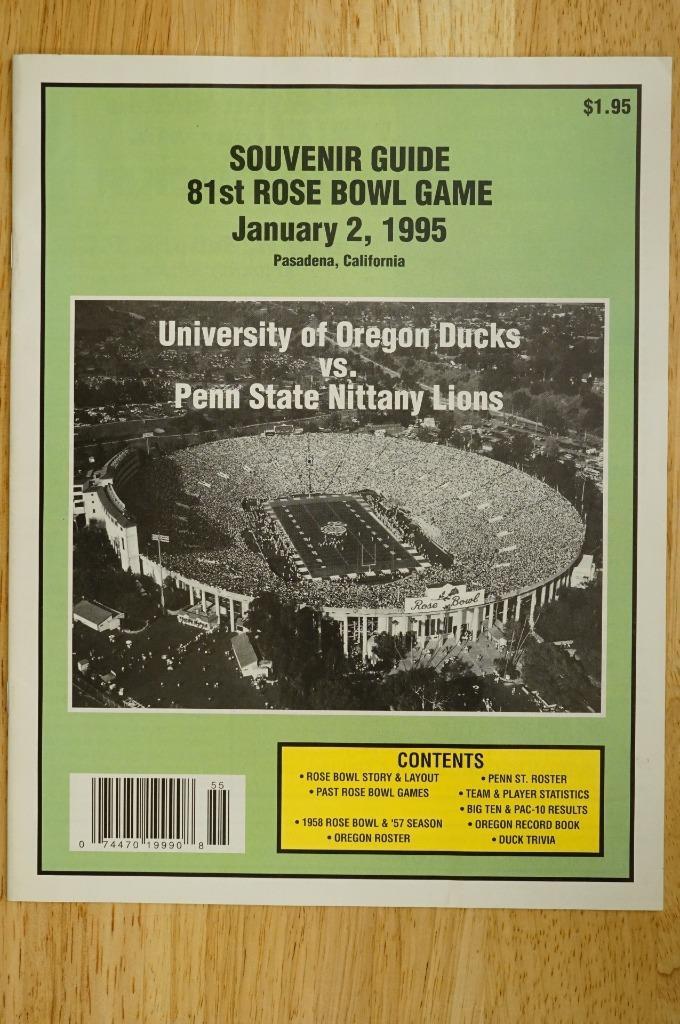 $1.95
SOUVENIR GUIDE
81st ROSE BOWL GAME
January 2, 1995
Pasadena, California
University of Oregon Ducks
vs.
Penn State Nittany Lions
Rose Bowl
CONTENTS
• ROSE BOWL STORY & LAYOUT
• PAST ROSE BOWL GAMES
• 1958 ROSE BOWL & '57 SEASON
• OREGON ROSTER
• PENN ST. ROSTER
• TEAM & PLAYER STATISTICS
• BIG TEN & PAC-10 RESULTS
• OREGON RECORD BOOK
• DUCK TRIVIA
55
0 74470 19990 8